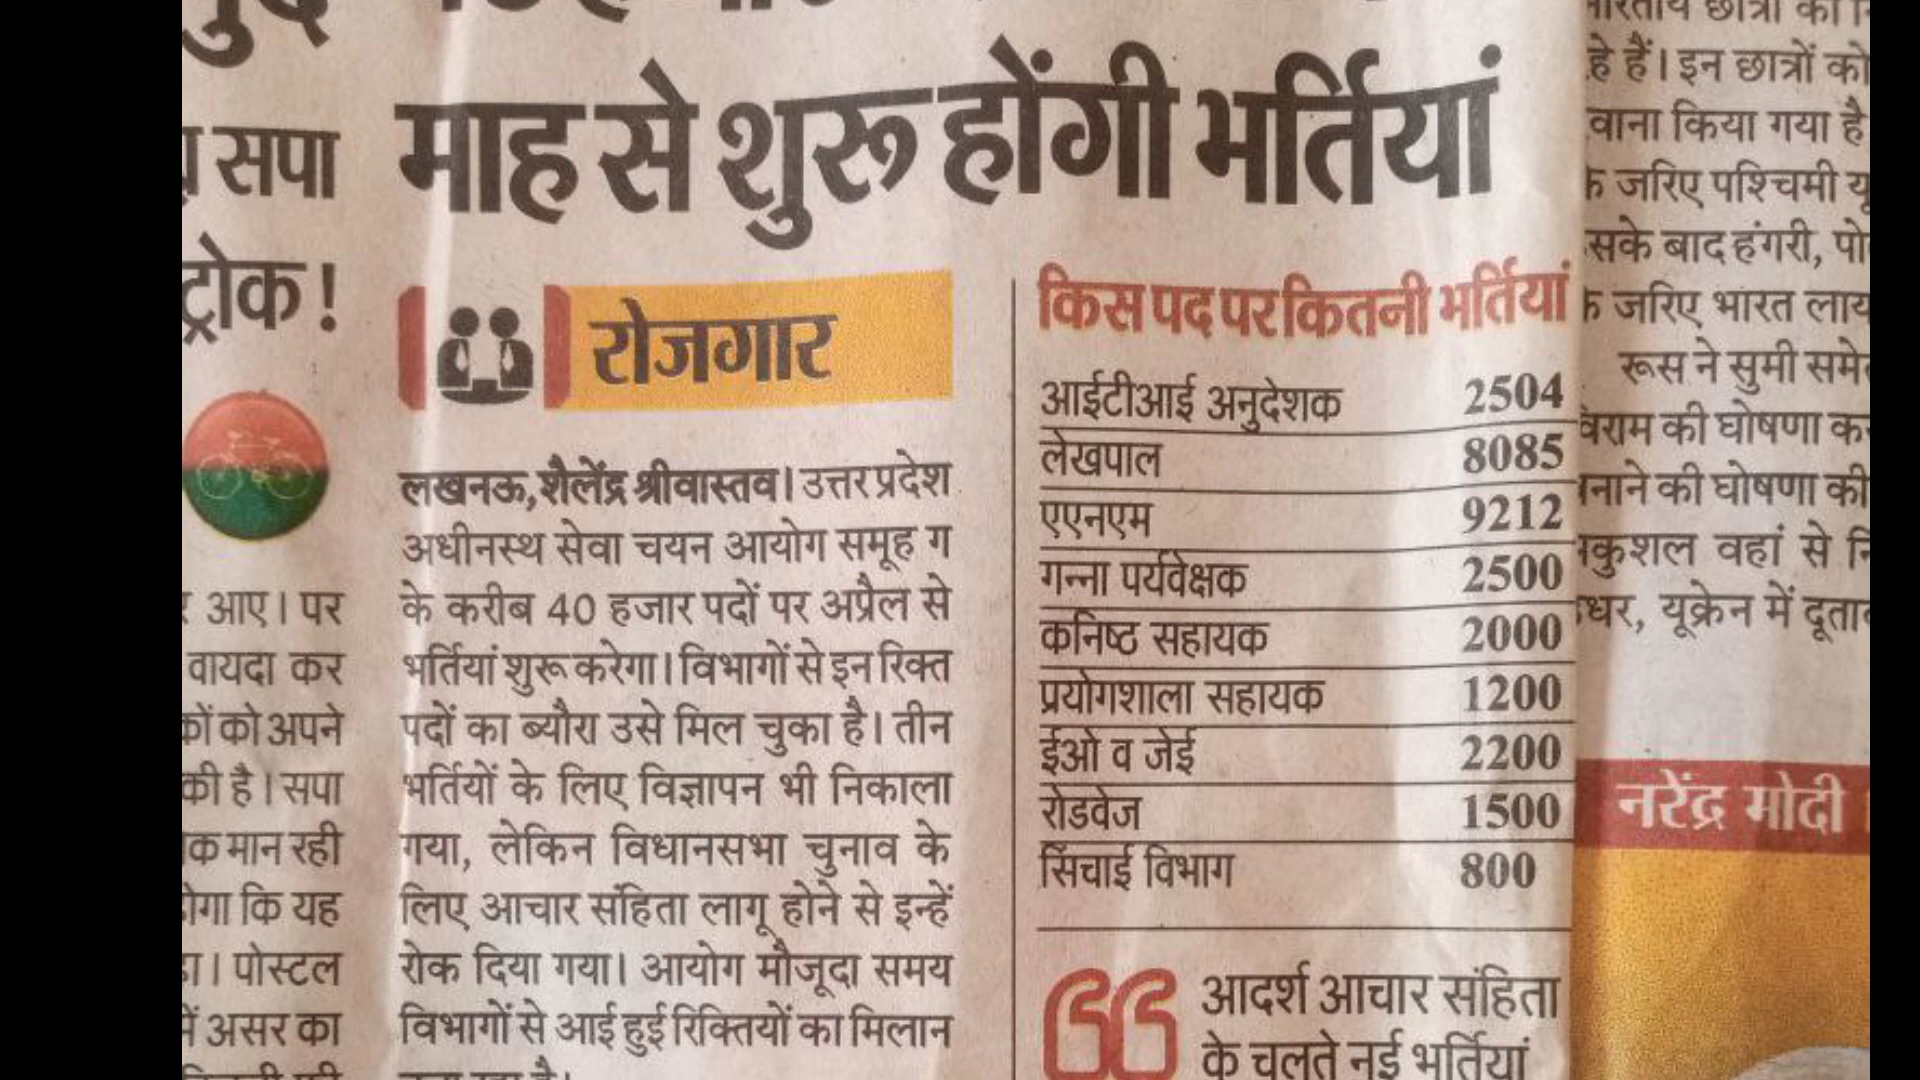 माह से शुरू होंगी भर्तियां
सपा
ट्रोक!
आए। पर
वायदा कर
को अपने
की है। सपा
मान रही
कि यह
पोस्टल
असर का
रोजगार
लखनऊ, शैलेंद्र श्रीवास्तव। उत्तर प्रदेश
अधीनस्थ सेवा चयन आयोग समूह ग
के करीब 40 हजार पदों पर अप्रैल से
भर्तियां शुरू करेगा। विभागों से इन रिक्त
पदों का ब्यौरा उसे मिल चुका है। तीन
भर्तियों के लिए विज्ञापन भी निकाला
गया, लेकिन विधानसभा चुनाव के
लिए आचार संहिता लागू होने से इन्हें
रोक दिया गया। आयोग मौजूदा समय
विभागों से आई हुई रिक्तियों का मिलान
किस पद पर कितनी भर्तियां
आईटीआई अनुदेशक 2504
लेखपाल 8085
एएनएम 9212
गन्ना पर्यवेक्षक 2500
कनिष्ठ सहायक 2000
प्रयोगशाला सहायक 1200
ईओ व जेई 2200
रोडवेज 1500
सिंचाई विभाग 800
आदर्श आचार संहिता
के चलते नई भर्तियां
हैं। इन छात्रों को
किया गया है
जरिए पश्चिमी
बाद हंगरी,
जरिए भारत
रूस ने सुमी
की घोषणा
की घोषणा की
वहां से
यूक्रेन में
नरेंद्र मोदी